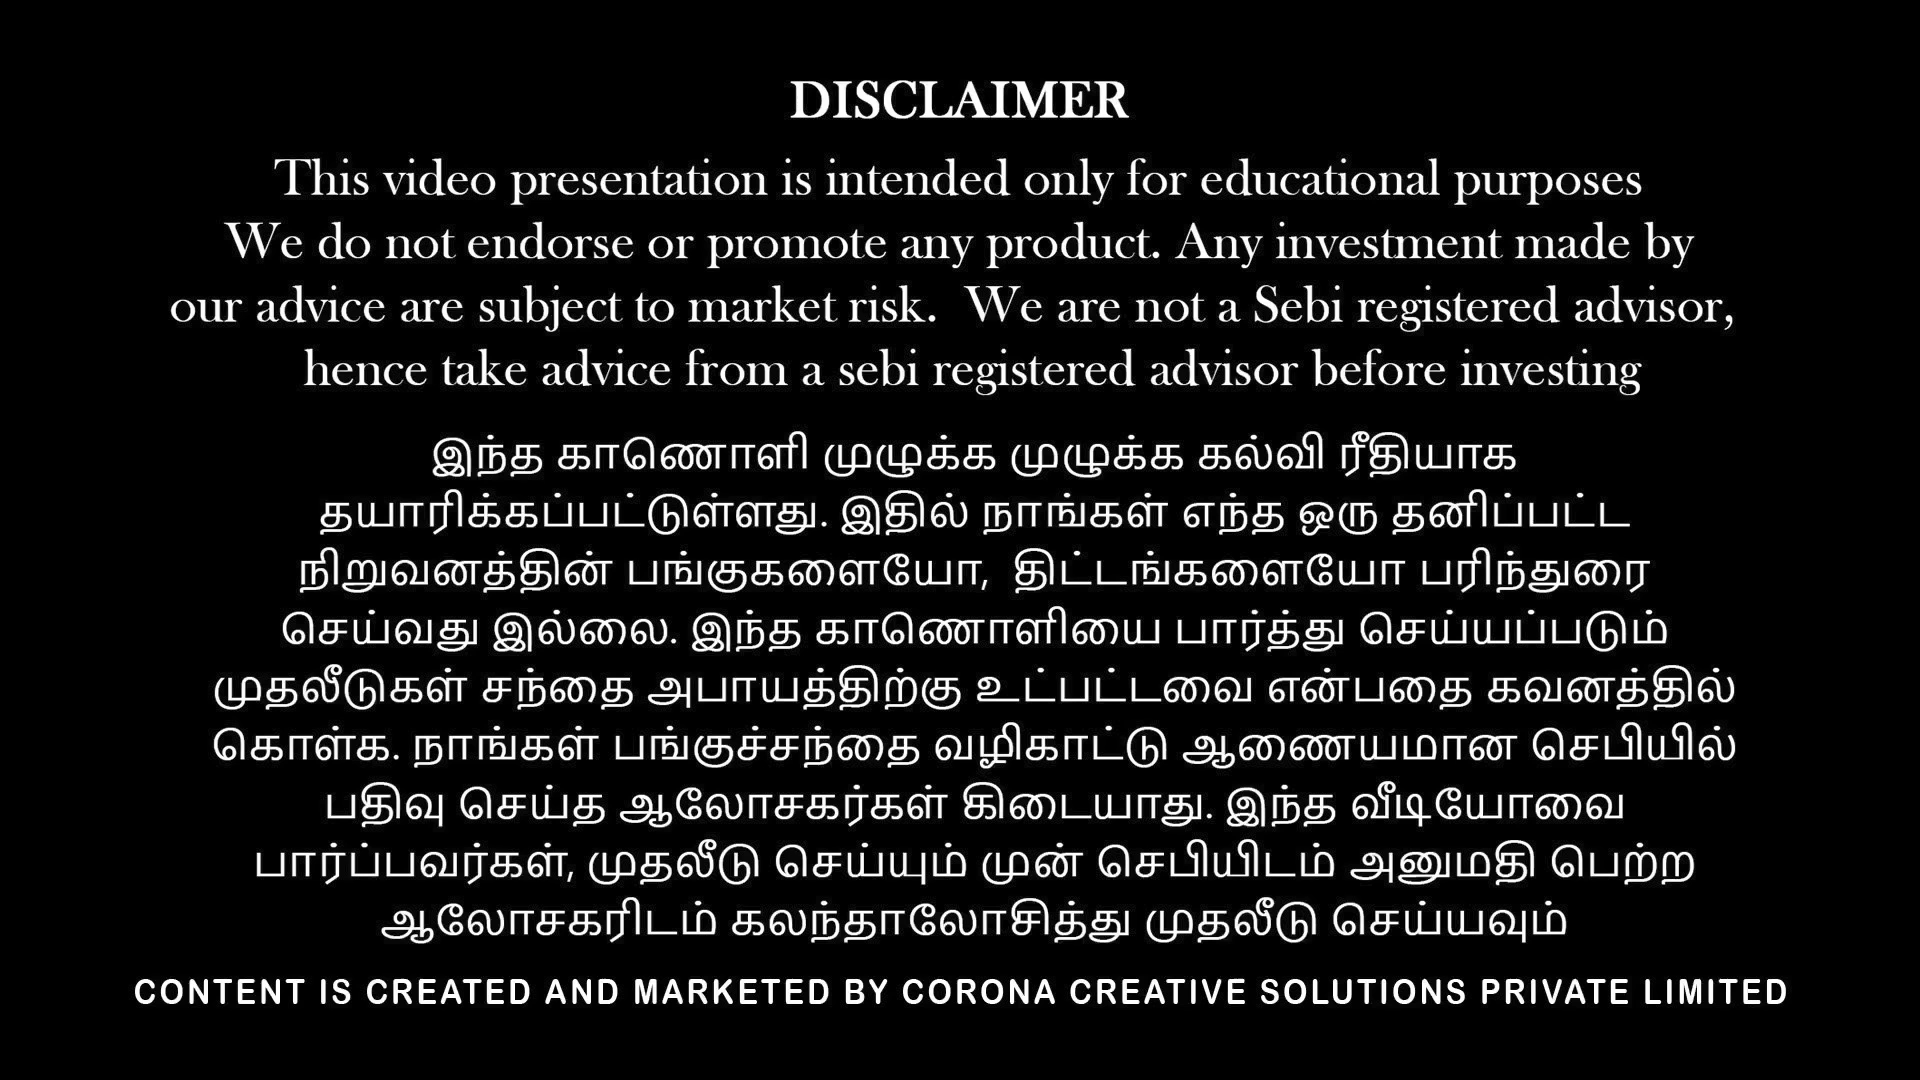 DISCLAIMER
This video presentation is intended only for educational purposes
We do not endorse or promote any product. Any investment made by
our advice are subject to market risk.  We are not a Sebi registered advisor,
hence take advice from a sebi registered advisor before investing
இந்த காணொளி முழுக்க முழுக்க கல்வி ரீதியாக
தயாரிக்கப்பட்டுள்ளது. இதில் நாங்கள் எந்த ஒரு தனிப்பட்ட
நிறுவனத்தின் பங்குகளையோ,  திட்டங்களையோ பரிந்துரை
செய்வது இல்லை. இந்த காணொளியை பார்த்து செய்யப்படும்
முதலீடுகள் சந்தை அபாயத்திற்கு உட்பட்டவை என்பதை கவனத்தில்
கொள்க. நாங்கள் பங்குச்சந்தை வழிகாட்டு ஆணையமான செபியில்
பதிவு செய்த ஆலோசகர்கள் கிடையாது. இந்த வீடியோவை
பார்ப்பவர்கள், முதலீடு செய்யும் முன் செபியிடம் அனுமதி பெற்ற
ஆலோசகரிடம் கலந்தாலோசித்து முதலீடு செய்யவும்
CONTENT IS CREATED AND MARKETED BY CORONA CREATIVE SOLUTIONS PRIVATE LIMITED